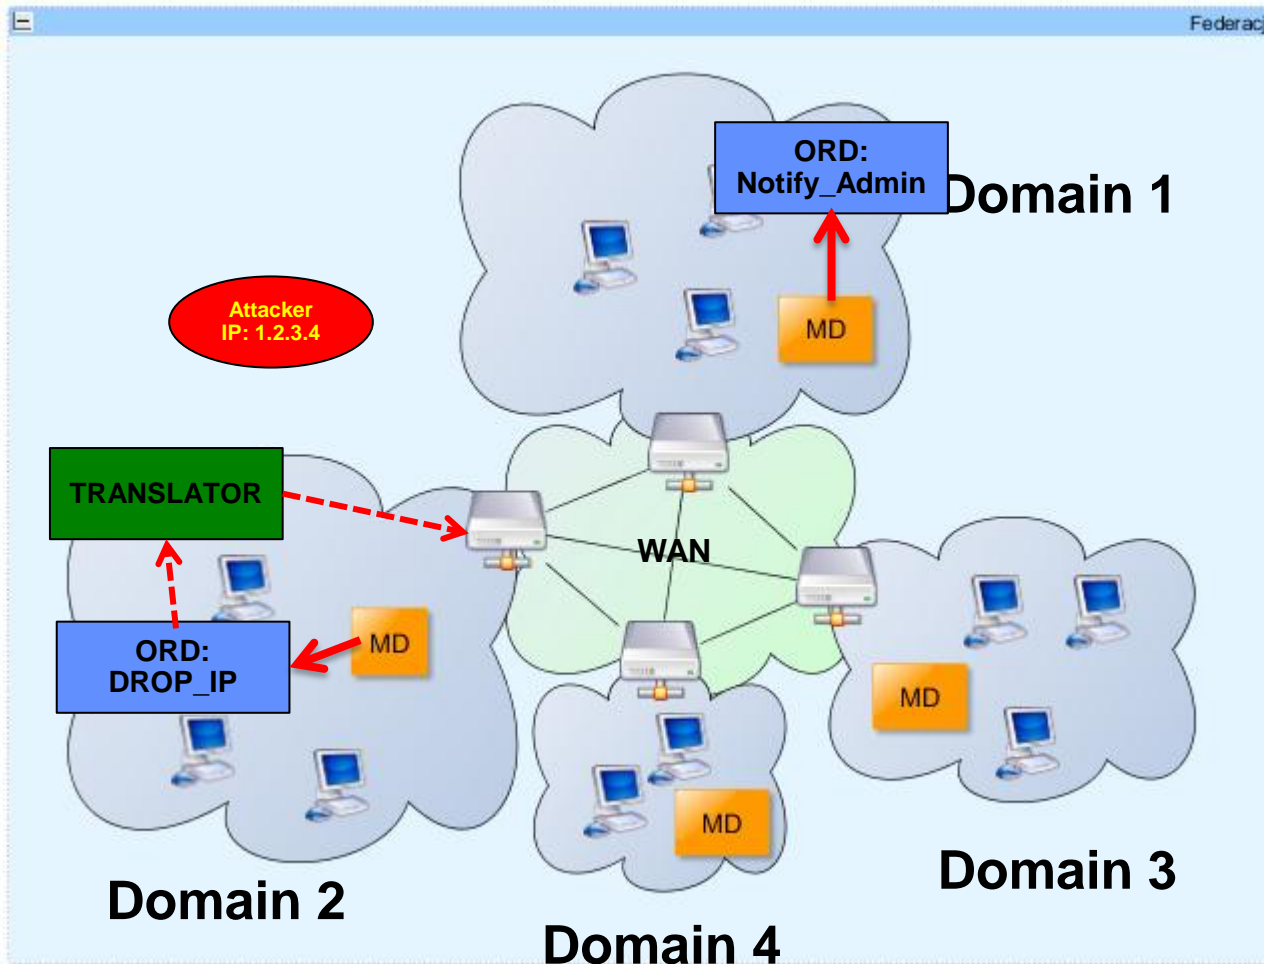 Federacj
ORD:
Notify_Admin
Domain 1
Attacker
IP: 1.2.3.4
MD
TRANSLATOR
WAN
ORD:
DROP_IP
MD
MD
MD
Domain 2
Domain 3
Domain 4